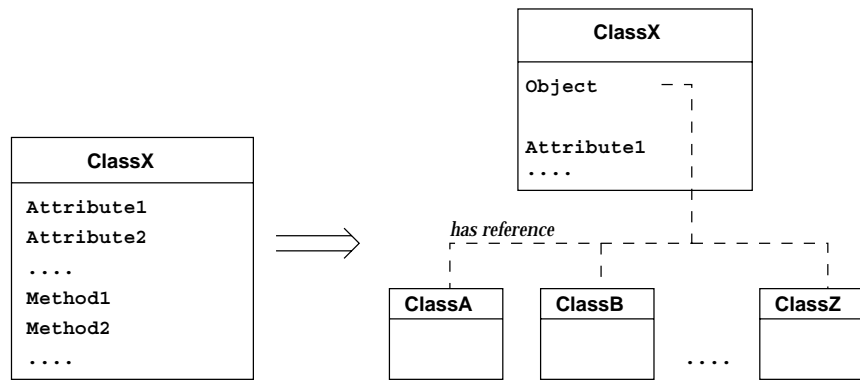 ClassX
Attribute1
Attribute2
....
Method1
Method2
....
ClassX
Object
Attribute1
....
has reference
ClassA
ClassB
....
ClassZ